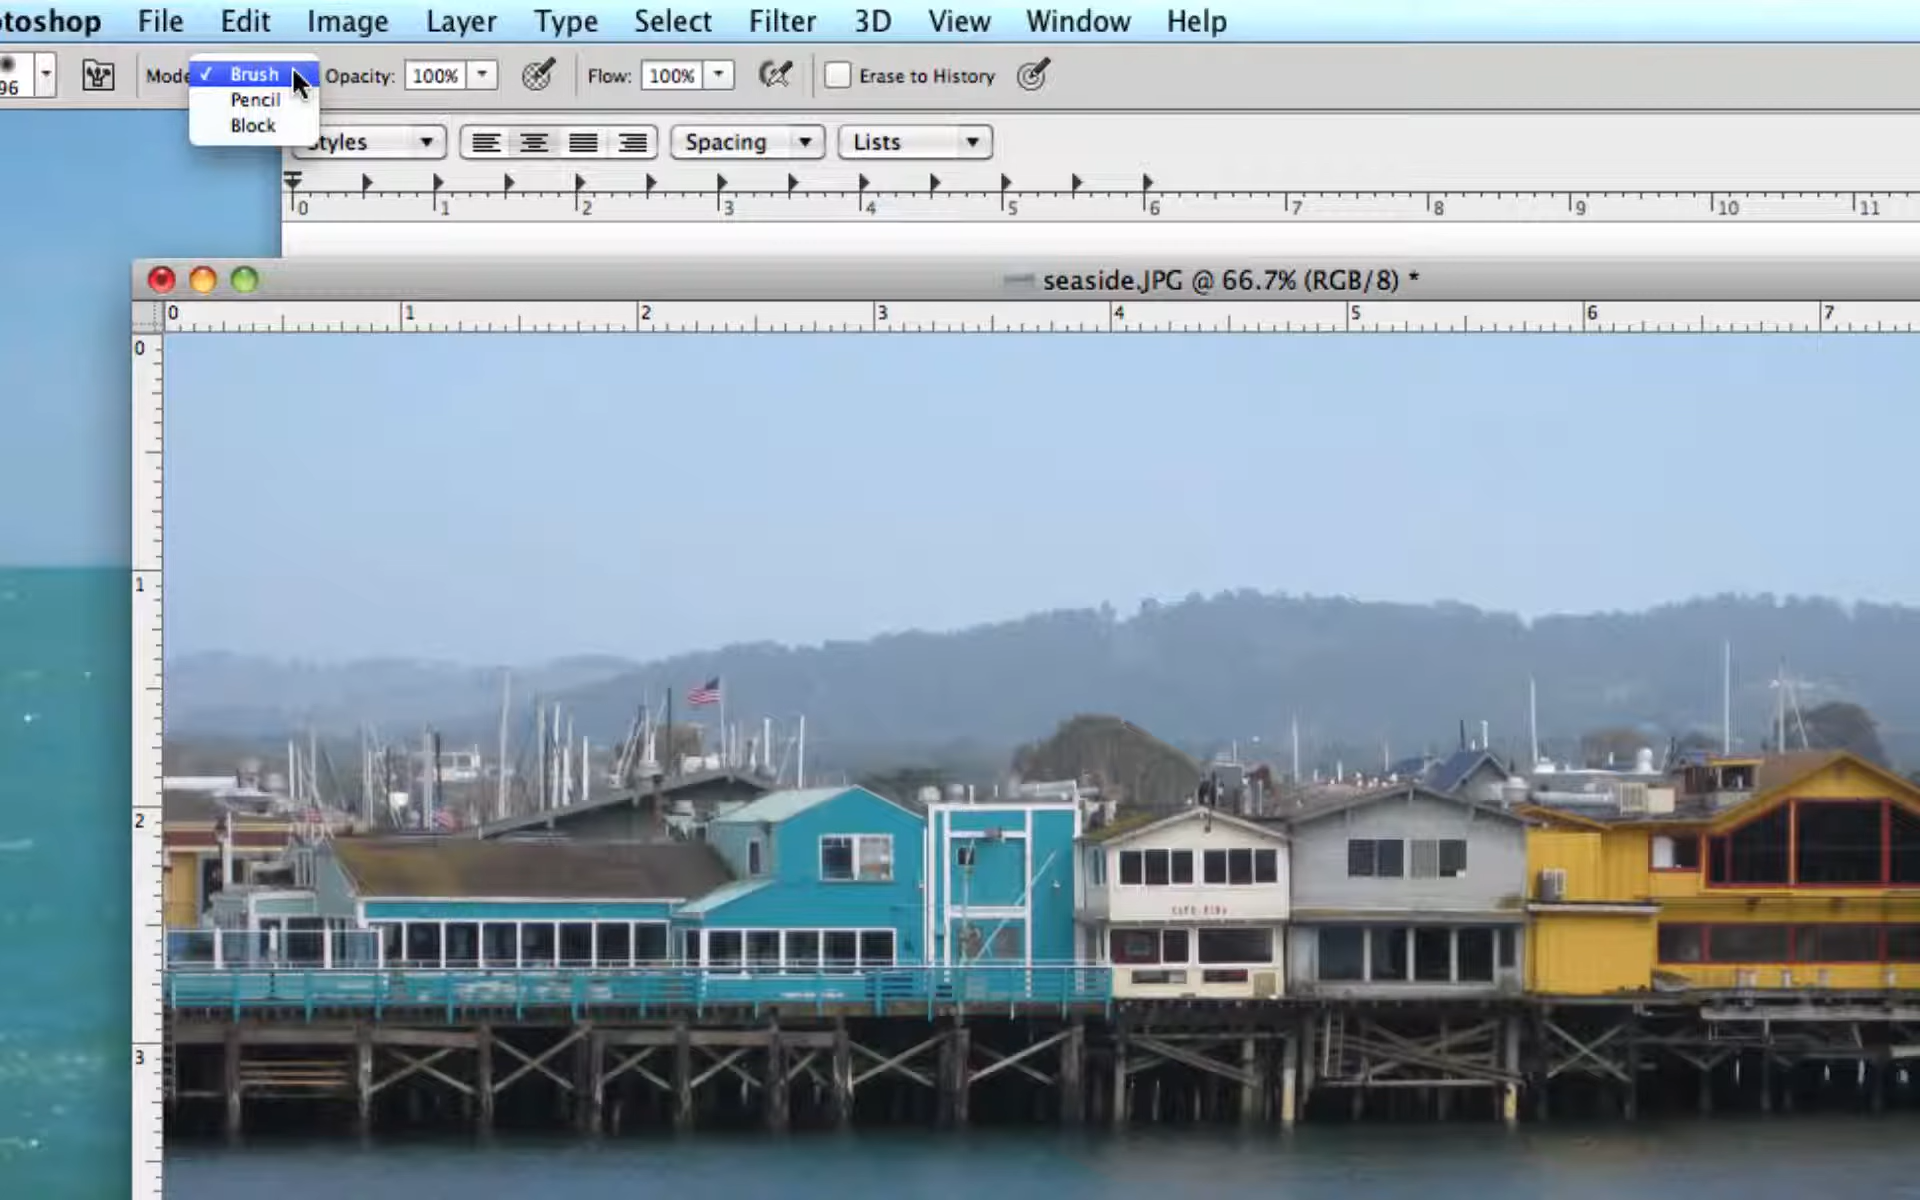 toshop File Edit Image Layer Type Select Filter 3D View Window Help
96 Mode ✓ Brush Opacity: 100% Flow: 100% Erase to History
Pencil
Block
tyles Spacing Lists
0 1 2 3 4 5 6 7 8 9 10 11
seaside.JPG @ 66.7% (RGB/8) *
0 1 2 3 4 5 6 7
0
1
2
3